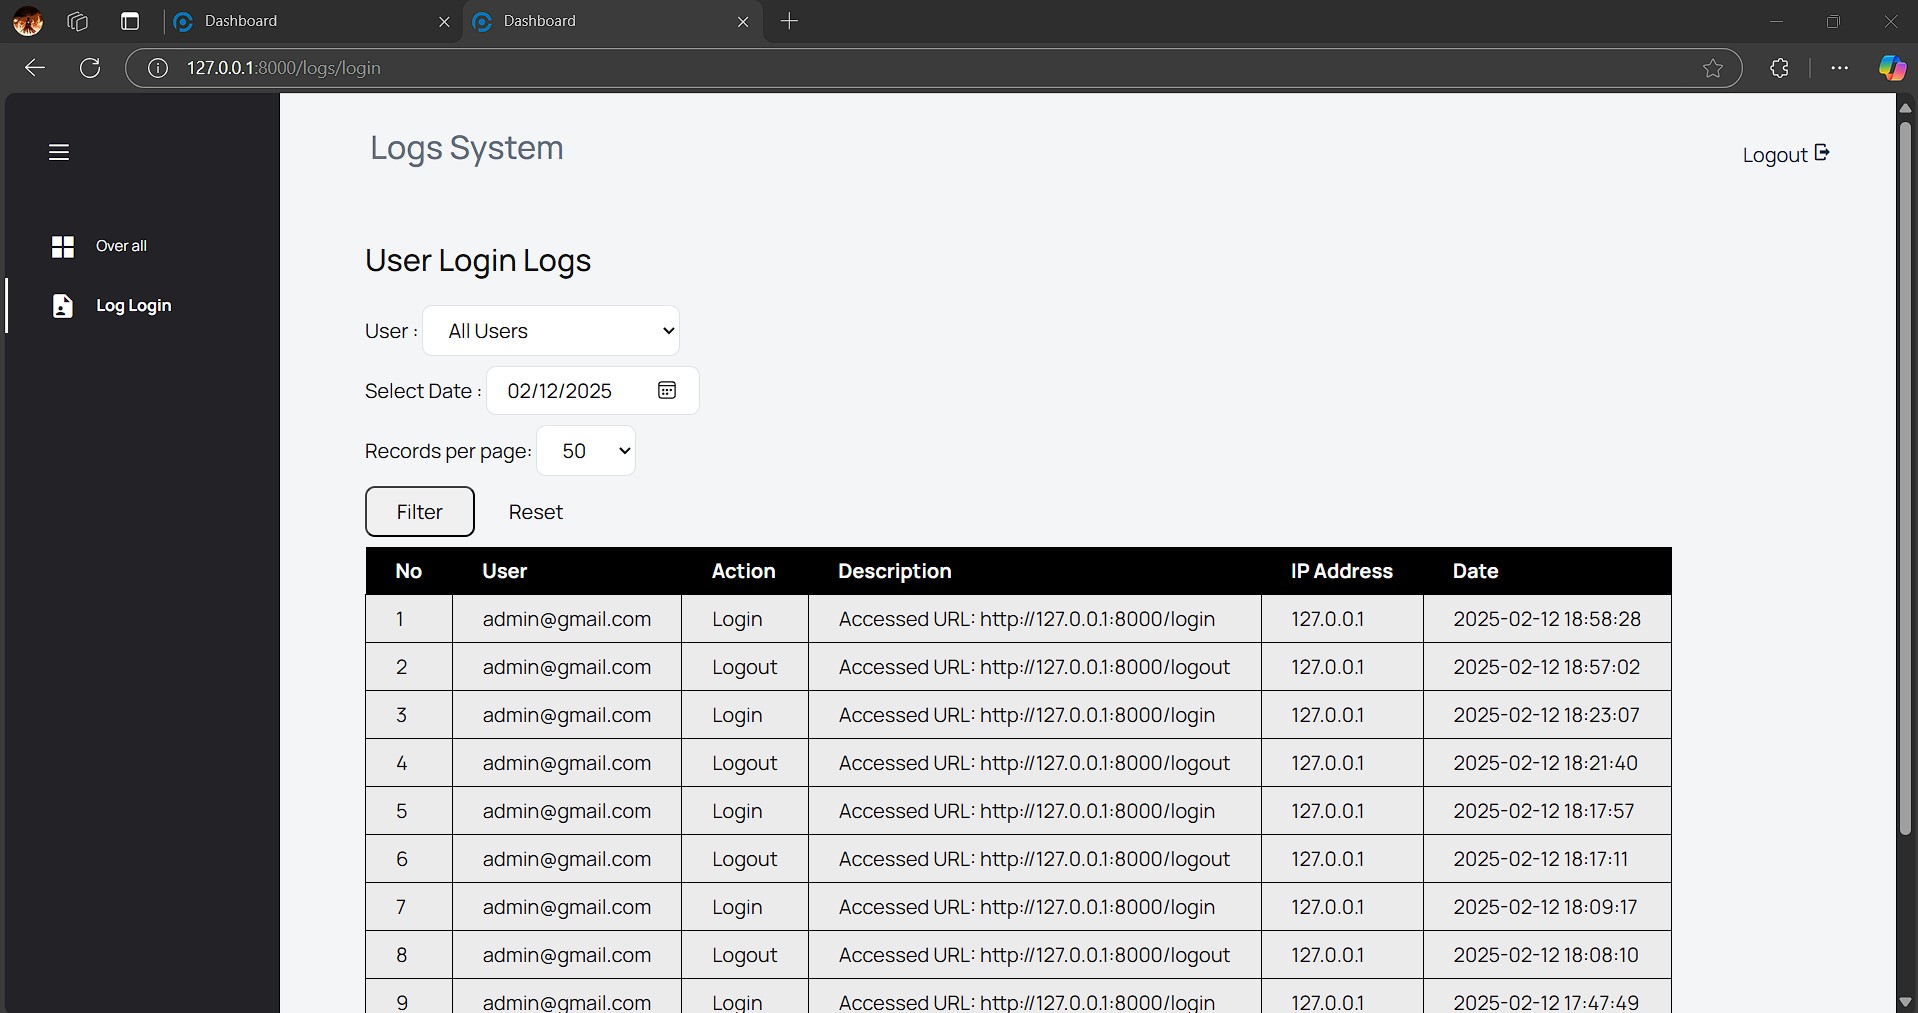 Dashboard
Dashboard
127.0.0.1:8000/logs/login
Logs System
Logout
Over all
Log Login
User Login Logs
User : All Users
Select Date : 02/12/2025
Records per page: 50
Filter Reset
No User Action Description IP Address Date
1 admin@gmail.com Login Accessed URL: http://127.0.0.1:8000/login 127.0.0.1 2025-02-12 18:58:28
2 admin@gmail.com Logout Accessed URL: http://127.0.0.1:8000/logout 127.0.0.1 2025-02-12 18:57:02
3 admin@gmail.com Login Accessed URL: http://127.0.0.1:8000/login 127.0.0.1 2025-02-12 18:23:07
4 admin@gmail.com Logout Accessed URL: http://127.0.0.1:8000/logout 127.0.0.1 2025-02-12 18:21:40
5 admin@gmail.com Login Accessed URL: http://127.0.0.1:8000/login 127.0.0.1 2025-02-12 18:17:57
6 admin@gmail.com Logout Accessed URL: http://127.0.0.1:8000/logout 127.0.0.1 2025-02-12 18:17:11
7 admin@gmail.com Login Accessed URL: http://127.0.0.1:8000/login 127.0.0.1 2025-02-12 18:09:17
8 admin@gmail.com Logout Accessed URL: http://127.0.0.1:8000/logout 127.0.0.1 2025-02-12 18:08:10
9 admin@gmail.com Login Accessed URL: http://127.0.0.1:8000/login 127.0.0.1 2025-02-12 17:47:49